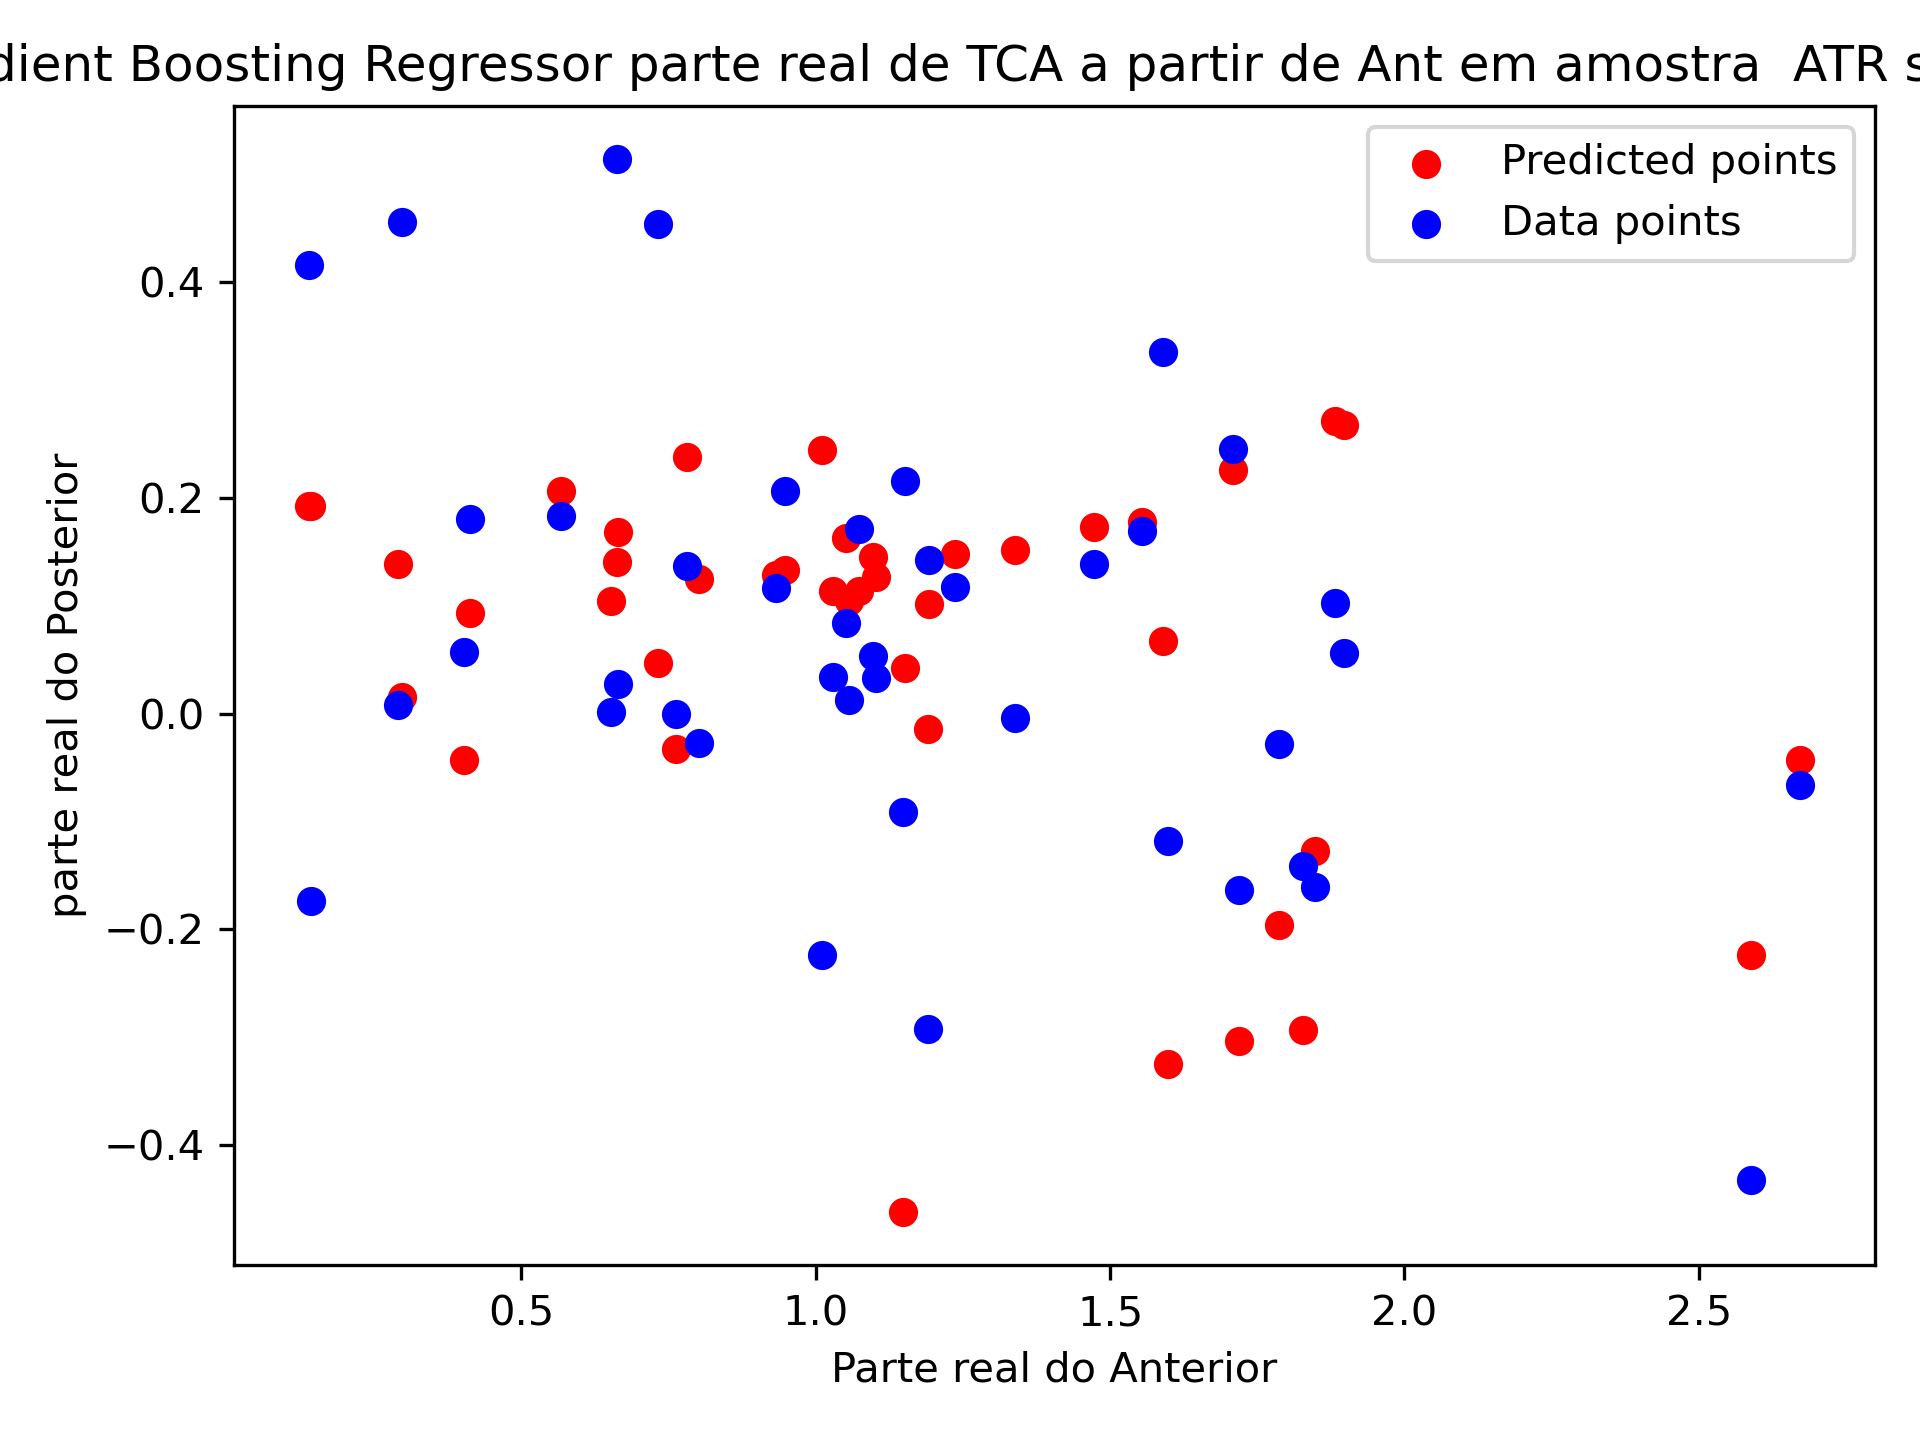 dient Boosting Regressor parte real de TCA a partir de Ant em amostra  ATR s
Predicted points
Data points
parte real do Posterior
0.4
0.2
0.0
−0.2
−0.4
0.5 1.0 1.5 2.0 2.5
Parte real do Anterior